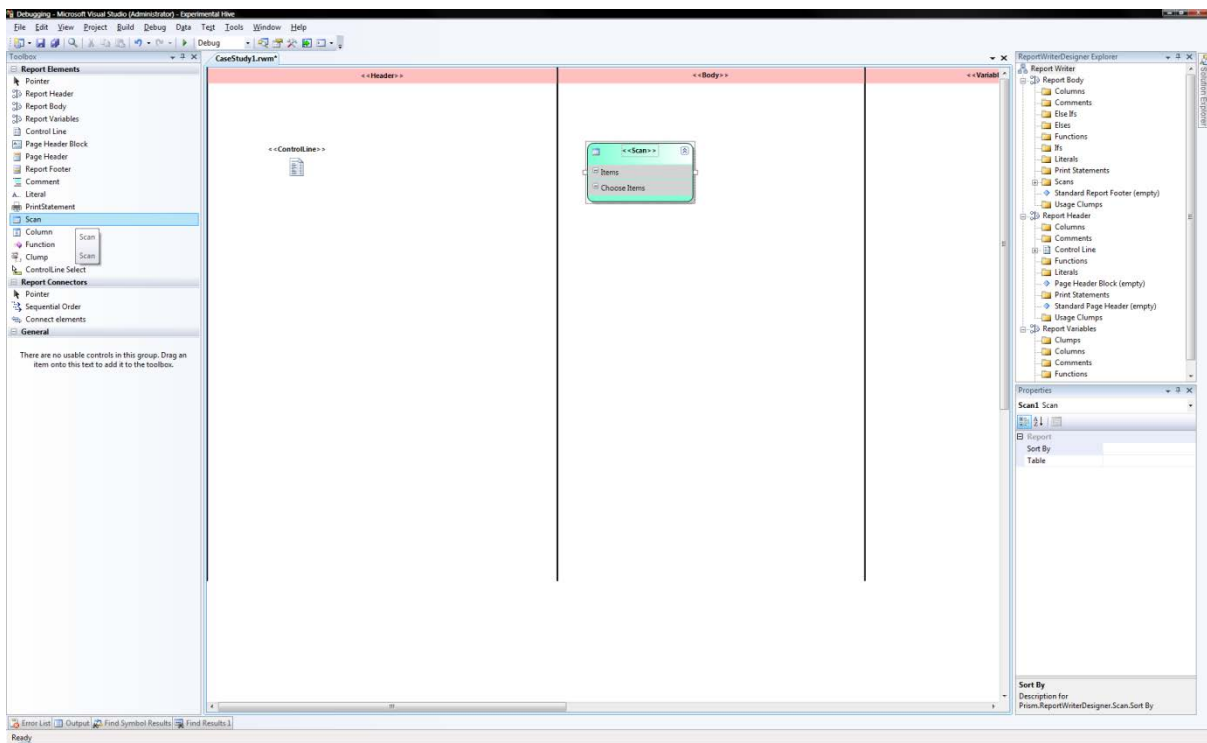 Debugging - Microsoft Visual Studio (Administrator) - Experimental Hive
File Edit View Project Build Debug Data Test Tools Window Help
Debug
Toolbox
Report Elements
Pointer
Report Header
Report Body
Report Variables
Control Line
Page Header Block
Page Header
Report Footer
Comment
Literal
PrintStatement
Scan
Column
Function
Clump
ControlLine Select
Scan
Scan
Report Connectors
Pointer
Sequential Order
Connect elements
General
There are no usable controls in this group. Drag an
item onto this text to add it to the toolbox.
CaseStudy1.rwm*
<<Header>>
<<Body>>
<<Variabl
<<ControlLine>>
<<Scan>>
Items
Choose Items
ReportWriterDesigner Explorer
Report Writer
Report Body
Columns
Comments
Else Ifs
Elses
Functions
Ifs
Literals
Print Statements
Scans
Standard Report Footer (empty)
Usage Clumps
Report Header
Columns
Comments
Control Line
Functions
Literals
Page Header Block (empty)
Print Statements
Standard Page Header (empty)
Usage Clumps
Report Variables
Clumps
Columns
Comments
Functions
Solution Explorer
Properties
Scan1 Scan
Report
Sort By
Table
Sort By
Description for
Prism.ReportWriterDesigner.Scan.Sort By
Error List Output Find Symbol Results Find Results 1
Ready